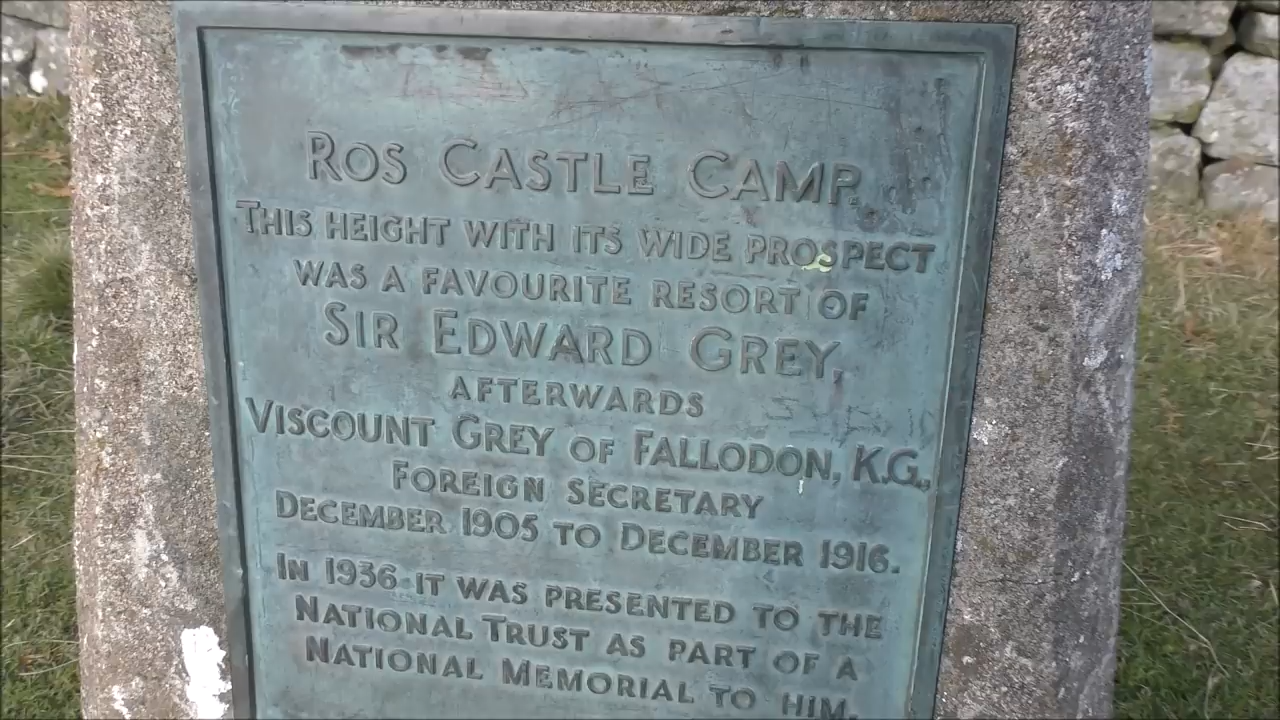 ROS CASTLE CAMP.
THIS HEIGHT WITH ITS WIDE PROSPECT
WAS A FAVOURITE RESORT OF
SIR EDWARD GREY,
AFTERWARDS
VISCOUNT GREY OF FALLODON, K.G.,
FOREIGN SECRETARY
DECEMBER 1905 TO DECEMBER 1916.
IN 1936 IT WAS PRESENTED TO THE
NATIONAL TRUST AS PART OF A
NATIONAL MEMORIAL TO HIM.